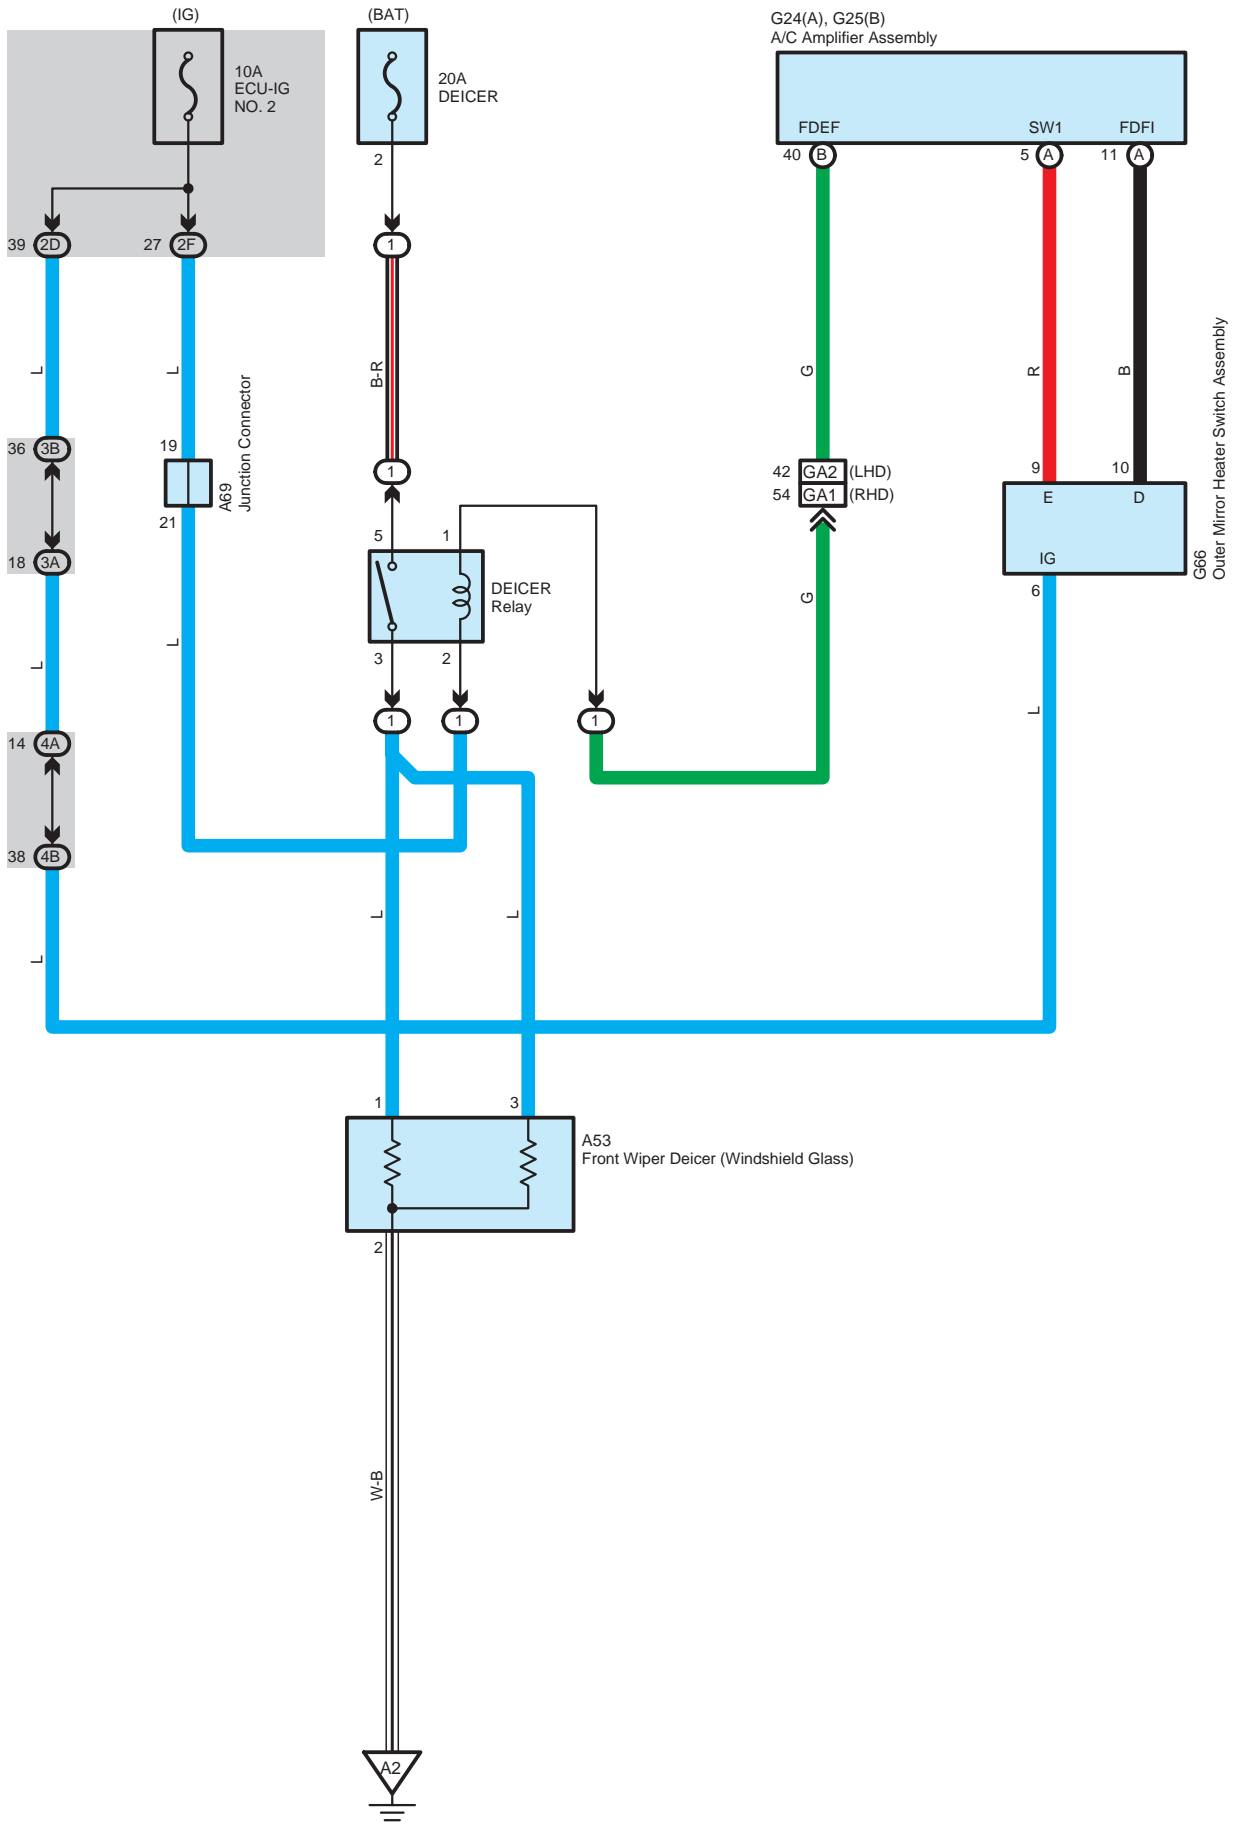 (IG)
(BAT)
G24(A), G25(B)
A/C Amplifier Assembly
10A
ECU-IG
NO. 2
20A
DEICER
FDEF
SW1
FDFI
2
40
B
5
A
11
A
39
2D
27
2F
1
L
L
B-R
G
R
B
Outer Mirror Heater Switch Assembly
G66
36
3B
19
A69
Junction Connector
21
1
42
GA2
(LHD)
54
GA1
(RHD)
9
10
E
D
IG
6
18
3A
5
1
DEICER
Relay
3
2
G
L
L
L
1
1
1
14
4A
38
4B
L
L
L
1
3
A53
Front Wiper Deicer (Windshield Glass)
2
W-B
A2